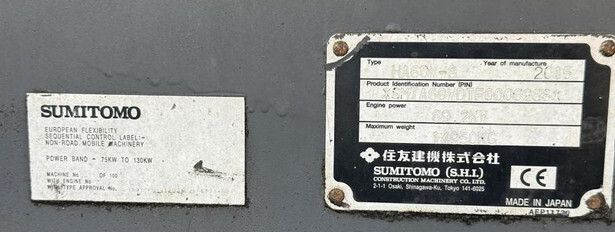 SUMITOMO
EUROPEAN FLEXIBILITY
SEQUENTIAL CONTROL LABEL:-
NON-ROAD MOBILE MACHINERY
POWER BAND - 75KW TO 130KW
MACHINE No DF 100
WITH ENGINE No
WITH TYPE APPROVAL No.
Type
Year of manufacture
Product Identification Number (PIN)
Engine power
Maximum weight
住友建機株式会社
SUMITOMO (S.H.I.)
CONSTRUCTION MACHINERY CO., LTD.
2-1-1 Osaki, Shinagawa-Ku, Tokyo 141-6025
CE
MADE IN JAPAN